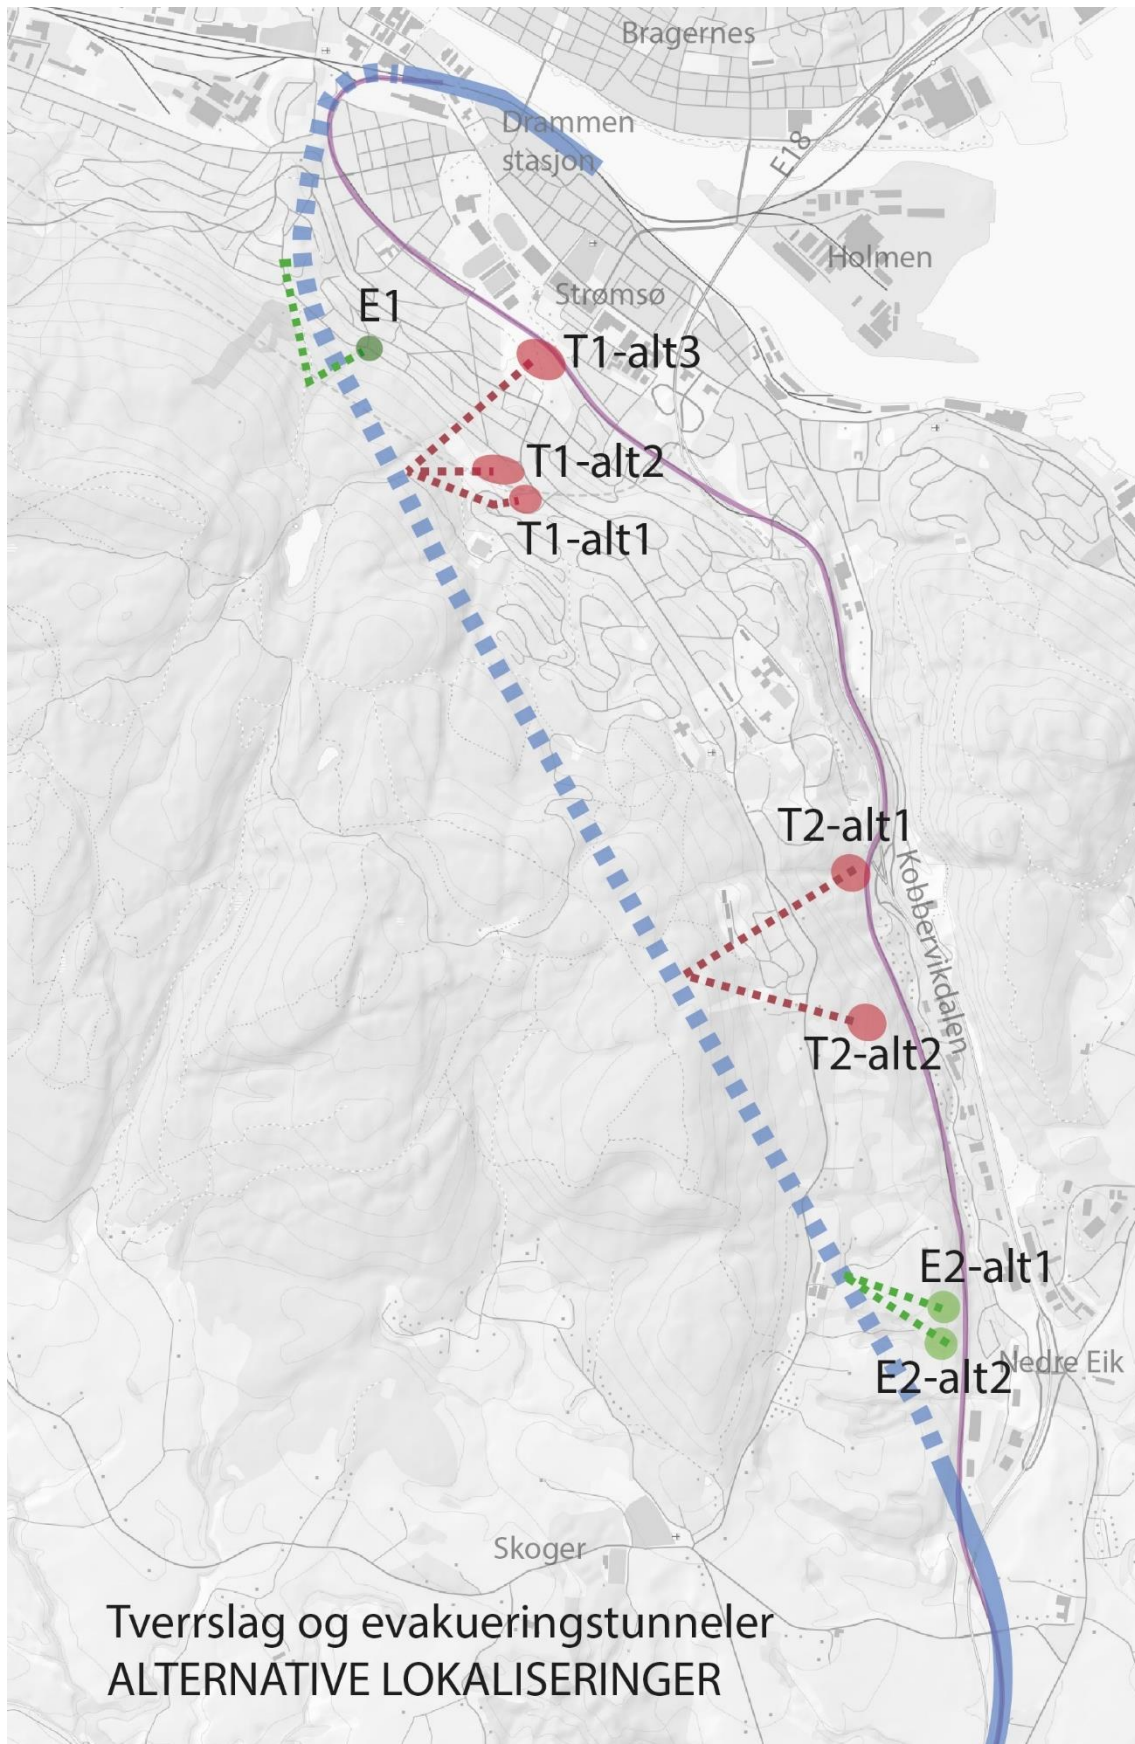 Bragernes
Drammen
stasjon
E18
Holmen
Strømsø
E1
T1-alt3
T1-alt2
T1-alt1
T2-alt1
Kobbervikdalen
T2-alt2
E2-alt1
Nedre Eik
E2-alt2
Skoger
Tverrslag og evakueringstunneler
ALTERNATIVE LOKALISERINGER